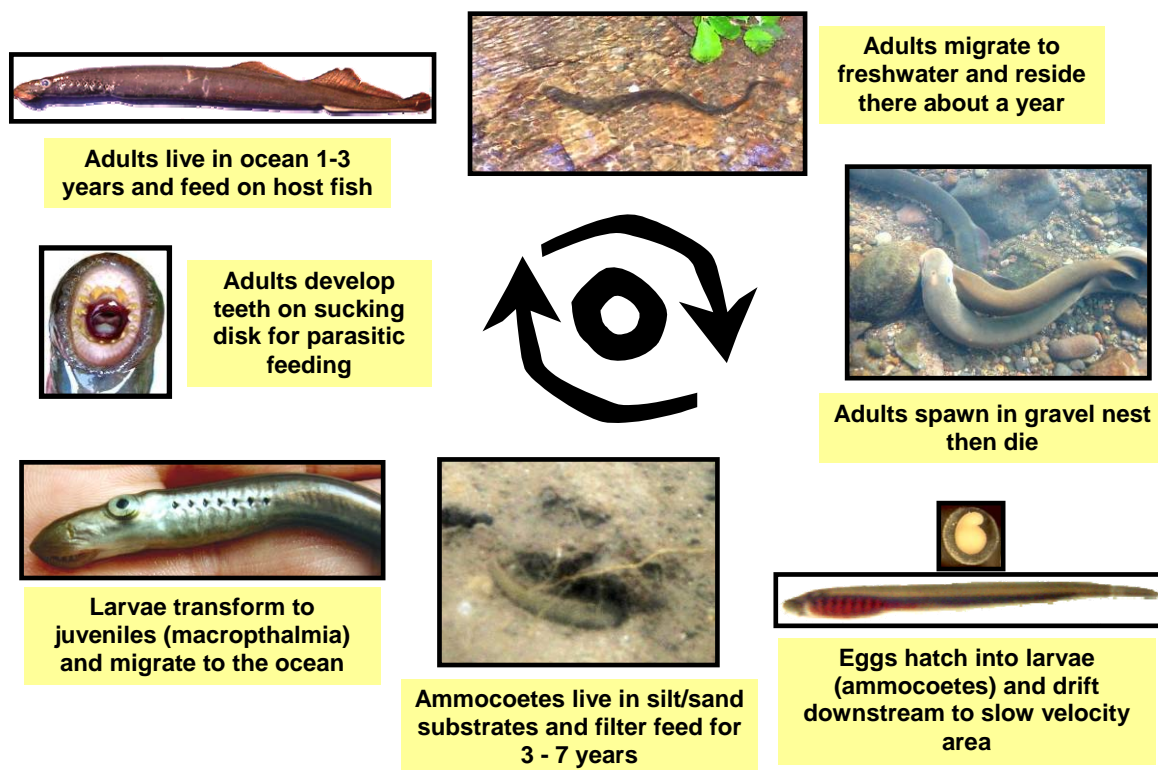 Adults live in ocean 1-3
years and feed on host fish
Adults migrate to
freshwater and reside
there about a year
Adults develop
teeth on sucking
disk for parasitic
feeding
Adults spawn in gravel nest
then die
Larvae transform to
juveniles (macropthalmia)
and migrate to the ocean
Ammocoetes live in silt/sand
substrates and filter feed for
3 - 7 years
Eggs hatch into larvae
(ammocoetes) and drift
downstream to slow velocity
area